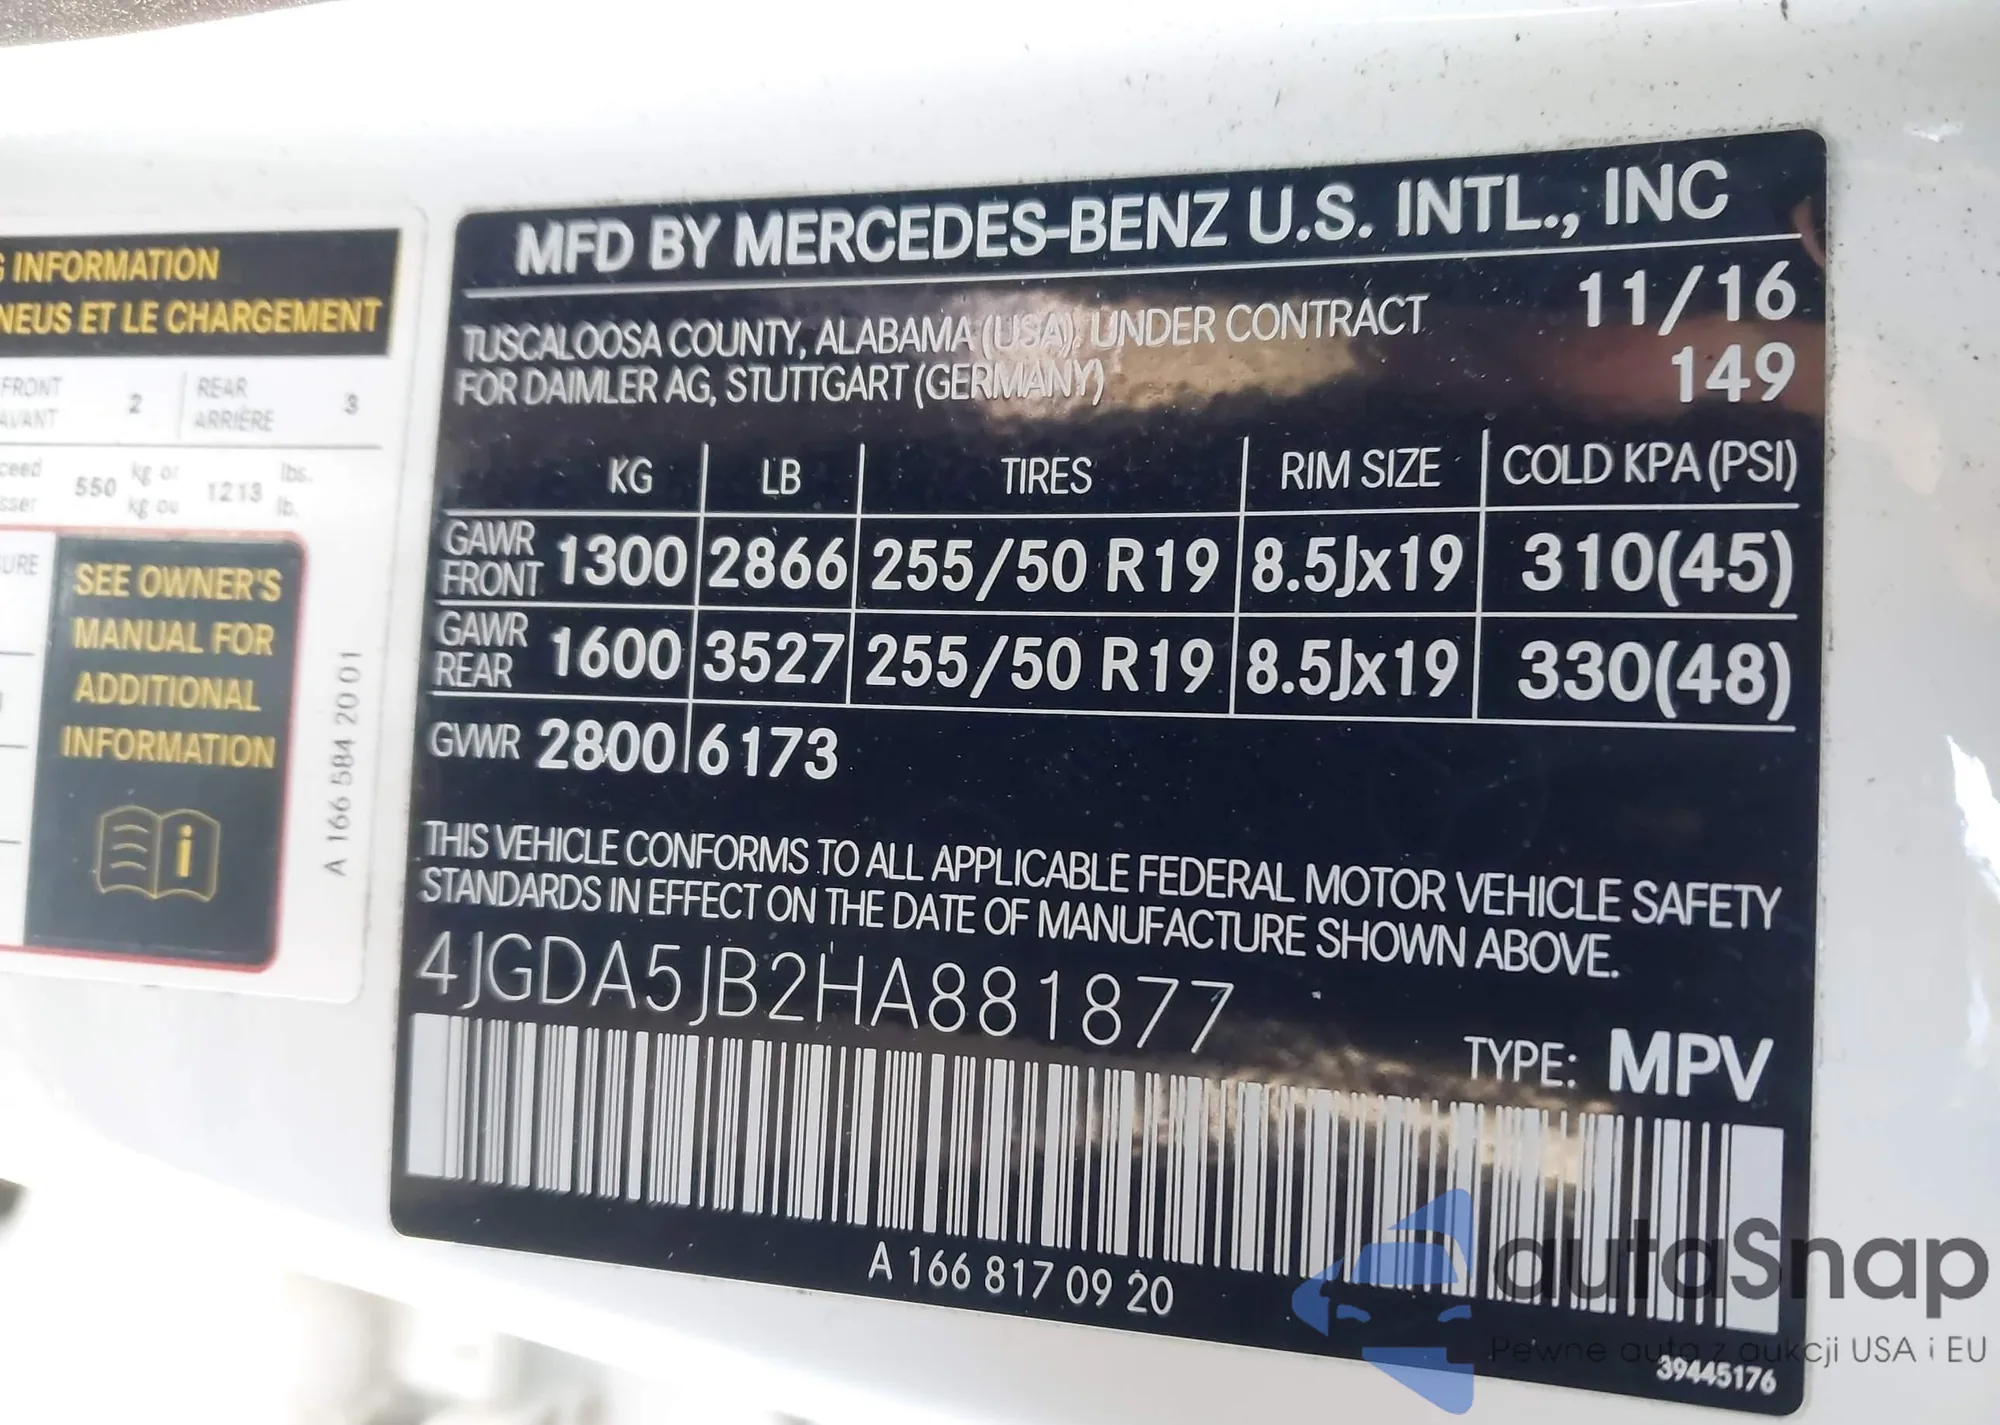 G INFORMATION
NEUS ET LE CHARGEMENT
FRONT 2 REAR 3
AVANT ARRIÈRE
ceed 550 kg or 1213 lbs.
sser kg ou lb.
URE
SEE OWNER'S
MANUAL FOR
ADDITIONAL
INFORMATION
i
A 166 584 20 01
MFD BY MERCEDES-BENZ U.S. INTL., INC
TUSCALOOSA COUNTY, ALABAMA (USA), UNDER CONTRACT 11/16
FOR DAIMLER AG, STUTTGART (GERMANY) 149
KG LB TIRES RIM SIZE COLD KPA (PSI)
GAWR FRONT 1300 2866 255/50 R19 8.5Jx19 310(45)
GAWR REAR 1600 3527 255/50 R19 8.5Jx19 330(48)
GVWR 2800 6173
THIS VEHICLE CONFORMS TO ALL APPLICABLE FEDERAL MOTOR VEHICLE SAFETY
STANDARDS IN EFFECT ON THE DATE OF MANUFACTURE SHOWN ABOVE.
4JGDA5JB2HA881877
TYPE: MPV
A 166 817 09 20
autaSnap
Pewne auta z aukcji USA i EU
39445176